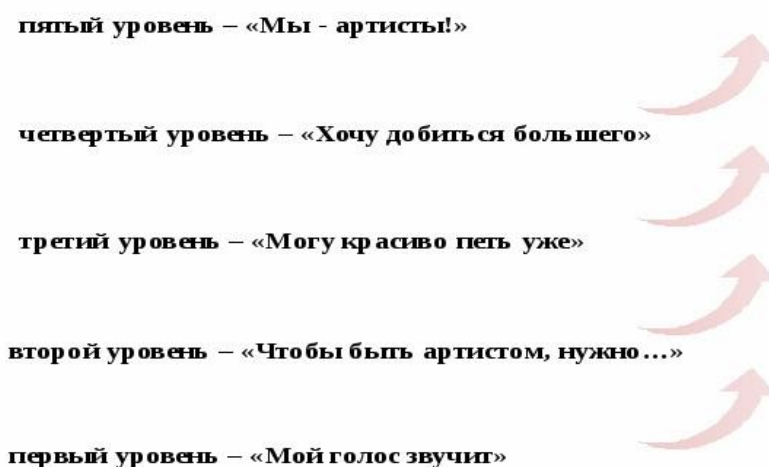 пятый уровень – «Мы - артисты!»
четвертый уровень – «Хочу добиться большего»
третий уровень – «Могу красиво петь уже»
второй уровень – «Чтобы быть артистом, нужно…»
первый уровень – «Мой голос звучит»